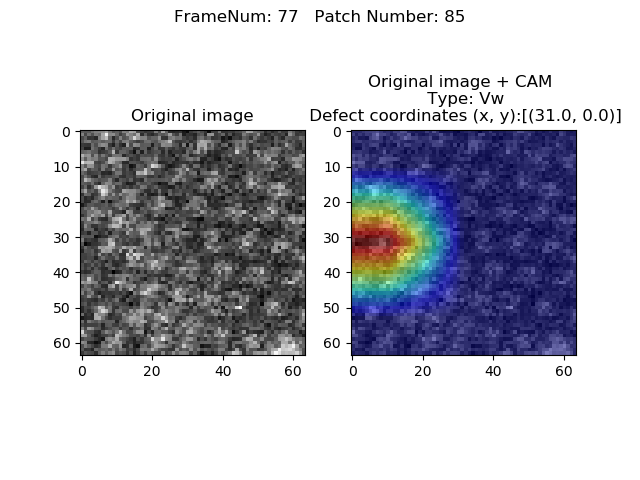 FrameNum: 77   Patch Number: 85
Original image
Original image + CAM
Type: Vw
Defect coordinates (x, y):[(31.0, 0.0)]
0
10
20
30
40
50
60
0 20 40 60
0
10
20
30
40
50
60
0 20 40 60